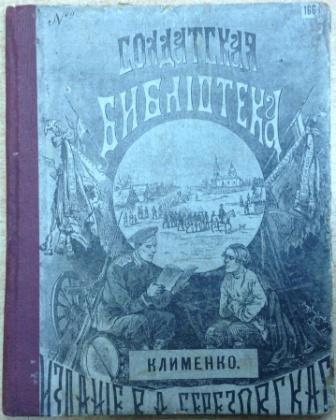 СОЛДАТСКАЯ
БИБЛІОТЕКА
КЛИМЕНКО.
ИЗДАНІЕ В. А. БЕРЕЗОВСКАГО